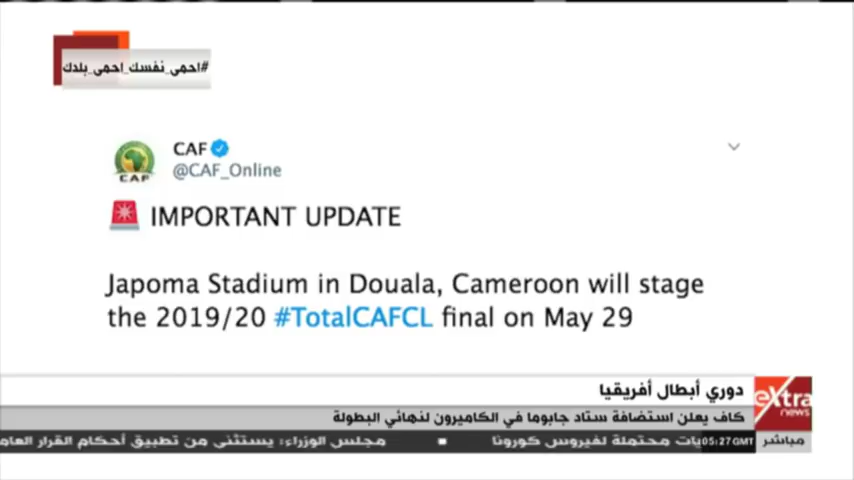 #احمى_نفسك_احمى_بلدك
CAF
@CAF_Online
CAF
IMPORTANT UPDATE
Japoma Stadium in Douala, Cameroon will stage
the 2019/20 #TotalCAFCL final on May 29
دوري أبطال أفريقيا
كاف يعلن استضافة ستاد جابوما في الكاميرون لنهائي البطولة
eXtra
news
مباشر
05:27 GMT
يات محتملة لفيروس كورونا ■ مجلس الوزراء: يستثنى من تطبيق أحكام القرار العام